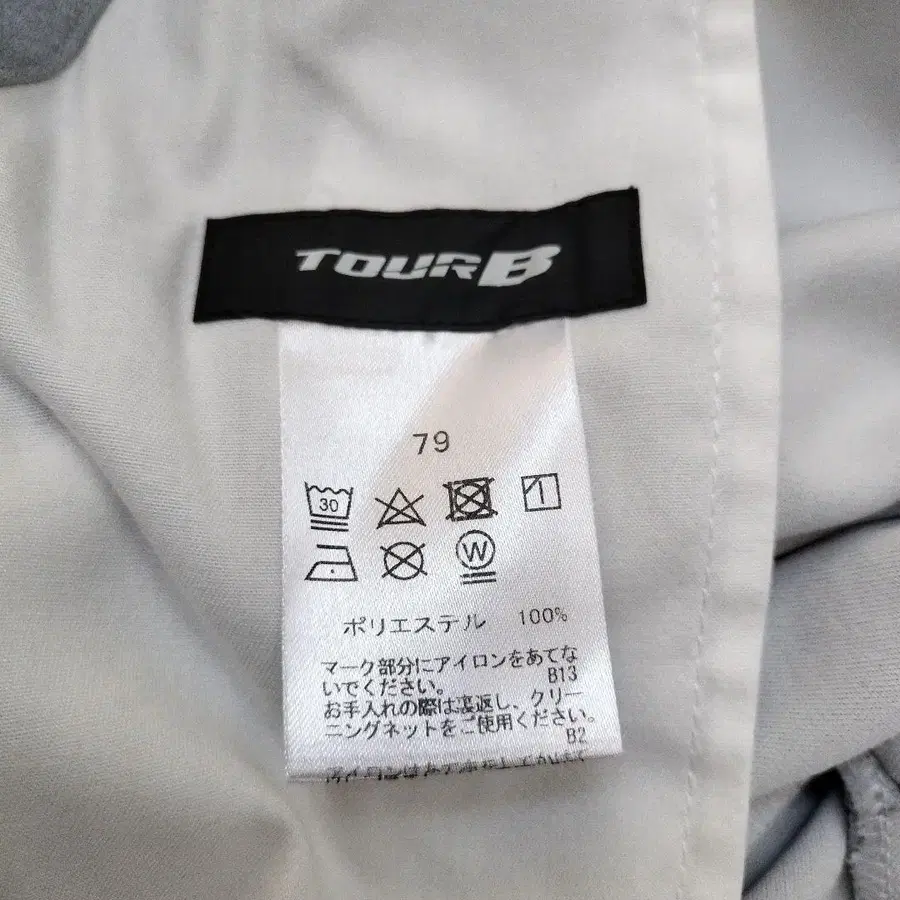 TOUR B
79
30
W
ポリエステル 100%
マーク部分にアイロンをあてな
いでください。 B13
お手入れの際は裏返し、クリー
ニングネットをご使用ください。
B2